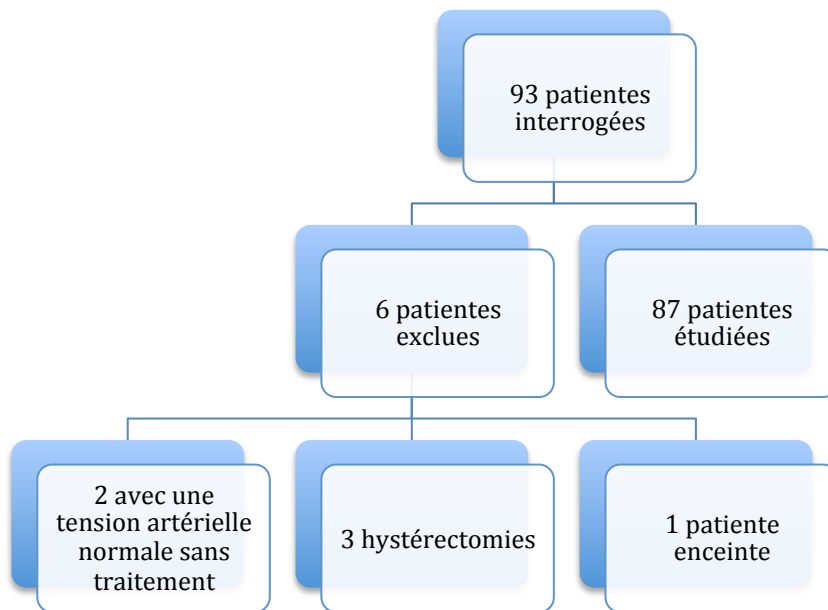 93 patientes
interrogées
6 patientes
exclues
87 patientes
étudiées
2 avec une
tension artérielle
normale sans
traitement
3 hystérectomies
1 patiente
enceinte